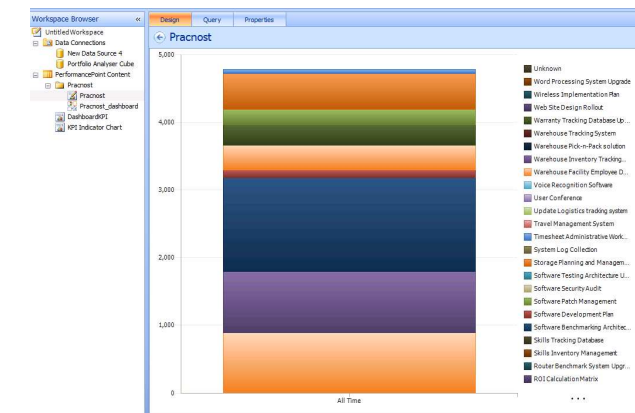 Workspace Browser «
Design Query Properties
Untitled Workspace
Data Connections
New Data Source 4
Portfolio Analyser Cube
PerformancePoint Content
Pracnost
Pracnost
Pracnost_dashboard
DashboardKPI
KPI Indicator Chart
Pracnost
5,000
4,000
3,000
2,000
1,000
0
All Time
Unknown
Word Processing System Upgrade
Wireless Implementation Plan
Web Site Design Rollout
Warranty Tracking Database Up...
Warehouse Tracking System
Warehouse Pick-n-Pack solution
Warehouse Inventory Tracking...
Warehouse Facility Employee D...
Voice Recognition Software
User Conference
Update Logistics tracking system
Travel Management System
Timesheet Administrative Work...
System Log Collection
Storage Planning and Managem...
Software Testing Architecture U...
Software Security Audit
Software Patch Management
Software Development Plan
Software Benchmarking Architec...
Skills Tracking Database
Skills Inventory Management
Router Benchmark System Upgr...
ROI Calculation Matrix
...